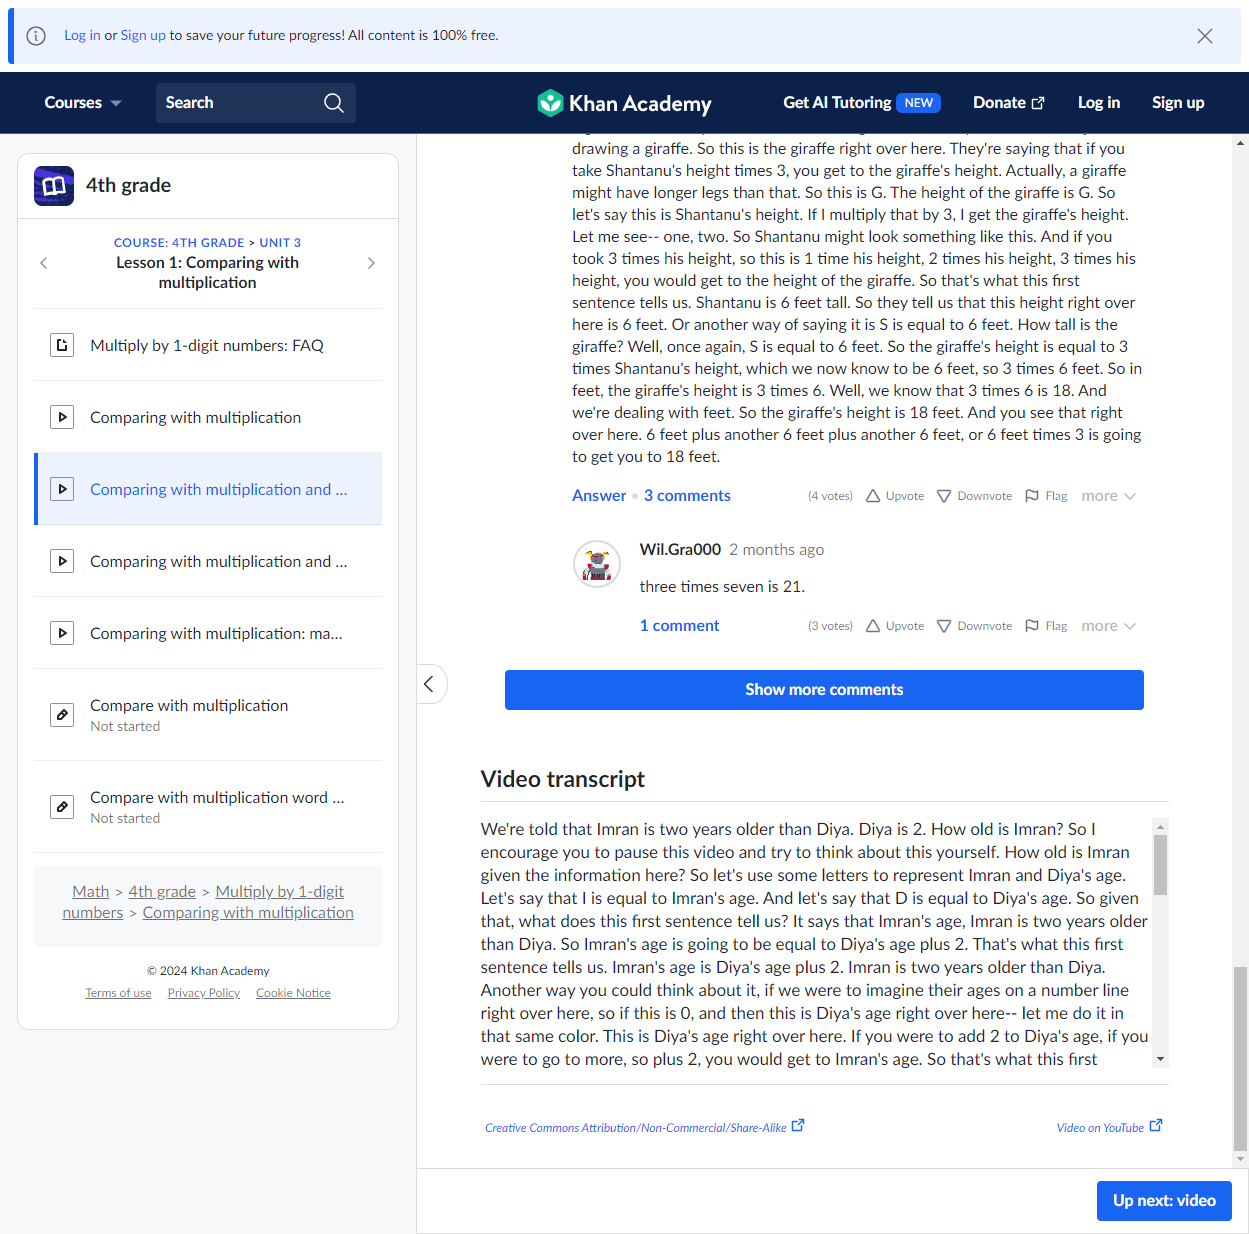 Log in or Sign up to save your future progress! All content is 100% free.
Courses
Search
Khan Academy
Get AI Tutoring NEW
Donate
Log in
Sign up
4th grade
COURSE: 4TH GRADE > UNIT 3
Lesson 1: Comparing with
multiplication
Multiply by 1-digit numbers: FAQ
Comparing with multiplication
Comparing with multiplication and ...
Comparing with multiplication and ...
Comparing with multiplication: ma...
Compare with multiplication
Not started
Compare with multiplication word ...
Not started
Math > 4th grade > Multiply by 1-digit
numbers > Comparing with multiplication
© 2024 Khan Academy
Terms of use Privacy Policy Cookie Notice
drawing a giraffe. So this is the giraffe right over here. They're saying that if you
take Shantanu's height times 3, you get to the giraffe's height. Actually, a giraffe
might have longer legs than that. So this is G. The height of the giraffe is G. So
let's say this is Shantanu's height. If I multiply that by 3, I get the giraffe's height.
Let me see-- one, two. So Shantanu might look something like this. And if you
took 3 times his height, so this is 1 time his height, 2 times his height, 3 times his
height, you would get to the height of the giraffe. So that's what this first
sentence tells us. Shantanu is 6 feet tall. So they tell us that this height right over
here is 6 feet. Or another way of saying it is S is equal to 6 feet. How tall is the
giraffe? Well, once again, S is equal to 6 feet. So the giraffe's height is equal to 3
times Shantanu's height, which we now know to be 6 feet, so 3 times 6 feet. So in
feet, the giraffe's height is 3 times 6. Well, we know that 3 times 6 is 18. And
we're dealing with feet. So the giraffe's height is 18 feet. And you see that right
over here. 6 feet plus another 6 feet plus another 6 feet, or 6 feet times 3 is going
to get you to 18 feet.
Answer 3 comments (4 votes) Upvote Downvote Flag more
Wil.Gra000 2 months ago
three times seven is 21.
1 comment (3 votes) Upvote Downvote Flag more
Show more comments
Video transcript
We're told that Imran is two years older than Diya. Diya is 2. How old is Imran? So I
encourage you to pause this video and try to think about this yourself. How old is Imran
given the information here? So let's use some letters to represent Imran and Diya's age.
Let's say that I is equal to Imran's age. And let's say that D is equal to Diya's age. So given
that, what does this first sentence tell us? It says that Imran's age, Imran is two years older
than Diya. So Imran's age is going to be equal to Diya's age plus 2. That's what this first
sentence tells us. Imran's age is Diya's age plus 2. Imran is two years older than Diya.
Another way you could think about it, if we were to imagine their ages on a number line
right over here, so if this is 0, and then this is Diya's age right over here-- let me do it in
that same color. This is Diya's age right over here. If you were to add 2 to Diya's age, if you
were to go to more, so plus 2, you would get to Imran's age. So that's what this first
Creative Commons Attribution/Non-Commercial/Share-Alike
Video on YouTube
Up next: video